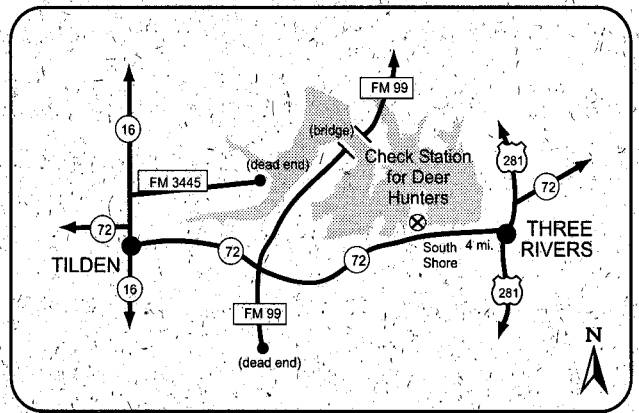 FM 99
16
(bridge)
Check Station
for Deer
Hunters
281
72
FM 3445
(dead end)
72
TILDEN
72
72
South
Shore
4 mi.
THREE
RIVERS
16
281
FM 99
(dead end)
N